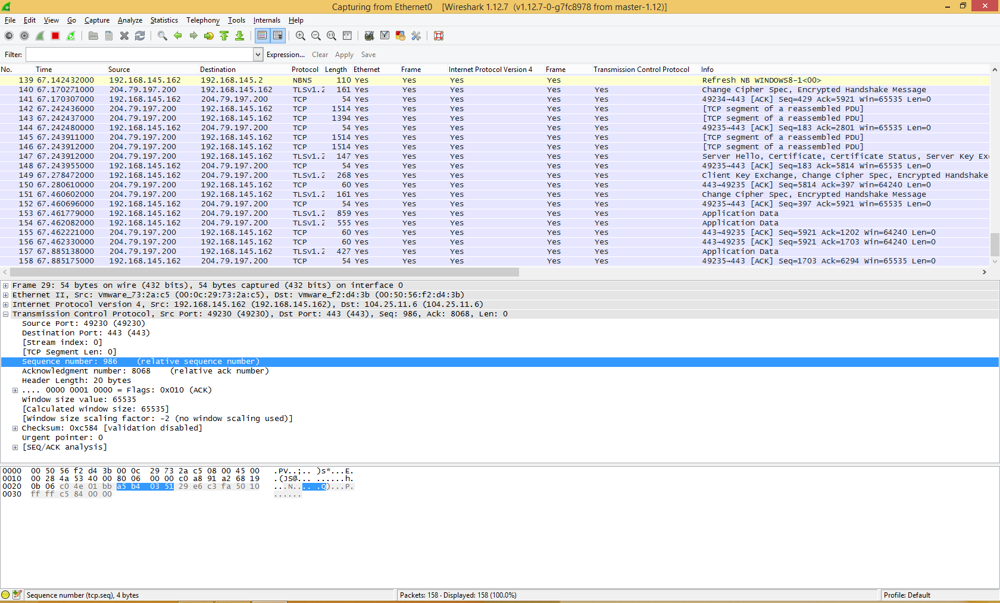 Capturing from Ethernet0 [Wireshark 1.12.7 (v1.12.7-0-g7fc8978 from master-1.12)]
File Edit View Go Capture Analyze Statistics Telephony Tools Internals Help
Filter: Expression... Clear Apply Save
No. Time Source Destination Protocol Length Ethernet Frame Internet Protocol Version 4 Frame Transmission Control Protocol Info
139 67.142432000 192.168.145.162 192.168.145.2 NBNS 110 Yes Yes Yes Yes Refresh NB WINDOWS8-1<00>
140 67.170271000 204.79.197.200 192.168.145.162 TLSv1.2 161 Yes Yes Yes Yes Yes Change Cipher Spec, Encrypted Handshake Message
141 67.170307000 192.168.145.162 204.79.197.200 TCP 54 Yes Yes Yes Yes Yes 49234→443 [ACK] Seq=429 Ack=5921 Win=65535 Len=0
142 67.242436000 204.79.197.200 192.168.145.162 TCP 1514 Yes Yes Yes Yes Yes [TCP segment of a reassembled PDU]
143 67.242437000 204.79.197.200 192.168.145.162 TCP 1394 Yes Yes Yes Yes Yes [TCP segment of a reassembled PDU]
144 67.242480000 192.168.145.162 204.79.197.200 TCP 54 Yes Yes Yes Yes Yes 49235→443 [ACK] Seq=183 Ack=2801 Win=65535 Len=0
145 67.243911000 204.79.197.200 192.168.145.162 TCP 1514 Yes Yes Yes Yes Yes [TCP segment of a reassembled PDU]
146 67.243912000 204.79.197.200 192.168.145.162 TCP 1514 Yes Yes Yes Yes Yes [TCP segment of a reassembled PDU]
147 67.243912000 204.79.197.200 192.168.145.162 TLSv1.2 147 Yes Yes Yes Yes Yes Server Hello, Certificate, Certificate Status, Server Key Ex
148 67.243955000 192.168.145.162 204.79.197.200 TCP 54 Yes Yes Yes Yes Yes 49235→443 [ACK] Seq=183 Ack=5814 Win=65535 Len=0
149 67.278472000 192.168.145.162 204.79.197.200 TLSv1.2 268 Yes Yes Yes Yes Yes Client Key Exchange, Change Cipher Spec, Encrypted Handshake
150 67.280610000 204.79.197.200 192.168.145.162 TCP 60 Yes Yes Yes Yes Yes 443→49235 [ACK] Seq=5814 Ack=397 Win=64240 Len=0
151 67.460602000 204.79.197.200 192.168.145.162 TLSv1.2 161 Yes Yes Yes Yes Yes Change Cipher Spec, Encrypted Handshake Message
152 67.460696000 192.168.145.162 204.79.197.200 TCP 54 Yes Yes Yes Yes Yes 49235→443 [ACK] Seq=397 Ack=5921 Win=65535 Len=0
153 67.461779000 192.168.145.162 204.79.197.200 TLSv1.2 859 Yes Yes Yes Yes Yes Application Data
154 67.462082000 192.168.145.162 204.79.197.200 TLSv1.2 555 Yes Yes Yes Yes Yes Application Data
155 67.462221000 204.79.197.200 192.168.145.162 TCP 60 Yes Yes Yes Yes Yes 443→49235 [ACK] Seq=5921 Ack=1202 Win=64240 Len=0
156 67.462330000 204.79.197.200 192.168.145.162 TCP 60 Yes Yes Yes Yes Yes 443→49235 [ACK] Seq=5921 Ack=1703 Win=64240 Len=0
157 67.885138000 204.79.197.200 192.168.145.162 TLSv1.2 427 Yes Yes Yes Yes Yes Application Data
158 67.885175000 192.168.145.162 204.79.197.200 TCP 54 Yes Yes Yes Yes Yes 49235→443 [ACK] Seq=1703 Ack=6294 Win=65535 Len=0
Frame 29: 54 bytes on wire (432 bits), 54 bytes captured (432 bits) on interface 0
Ethernet II, Src: Vmware_73:2a:c5 (00:0c:29:73:2a:c5), Dst: Vmware_f2:d4:3b (00:50:56:f2:d4:3b)
Internet Protocol Version 4, Src: 192.168.145.162 (192.168.145.162), Dst: 104.25.11.6 (104.25.11.6)
Transmission Control Protocol, Src Port: 49230 (49230), Dst Port: 443 (443), Seq: 986, Ack: 8068, Len: 0
Source Port: 49230 (49230)
Destination Port: 443 (443)
[Stream index: 0]
[TCP Segment Len: 0]
Sequence number: 986 (relative sequence number)
Acknowledgment number: 8068 (relative ack number)
Header Length: 20 bytes
.... 0000 0001 0000 = Flags: 0x010 (ACK)
Window size value: 65535
[Calculated window size: 65535]
[Window size scaling factor: -2 (no window scaling used)]
Checksum: 0xc584 [validation disabled]
Urgent pointer: 0
[SEQ/ACK analysis]
0000 00 50 56 f2 d4 3b 00 0c 29 73 2a c5 08 00 45 00 .PV..;.. )s*...E.
0010 00 28 4a 53 40 00 80 06 00 00 c0 a8 91 a2 68 19 .(JS@... ......h.
0020 0b 06 c0 4e 01 bb a5 b4 03 51 29 e6 c3 fa 50 10 ...N.... .Q)...P.
0030 ff ff c5 84 00 00 ......
Sequence number (tcp.seq), 4 bytes Packets: 158 · Displayed: 158 (100.0%) Profile: Default